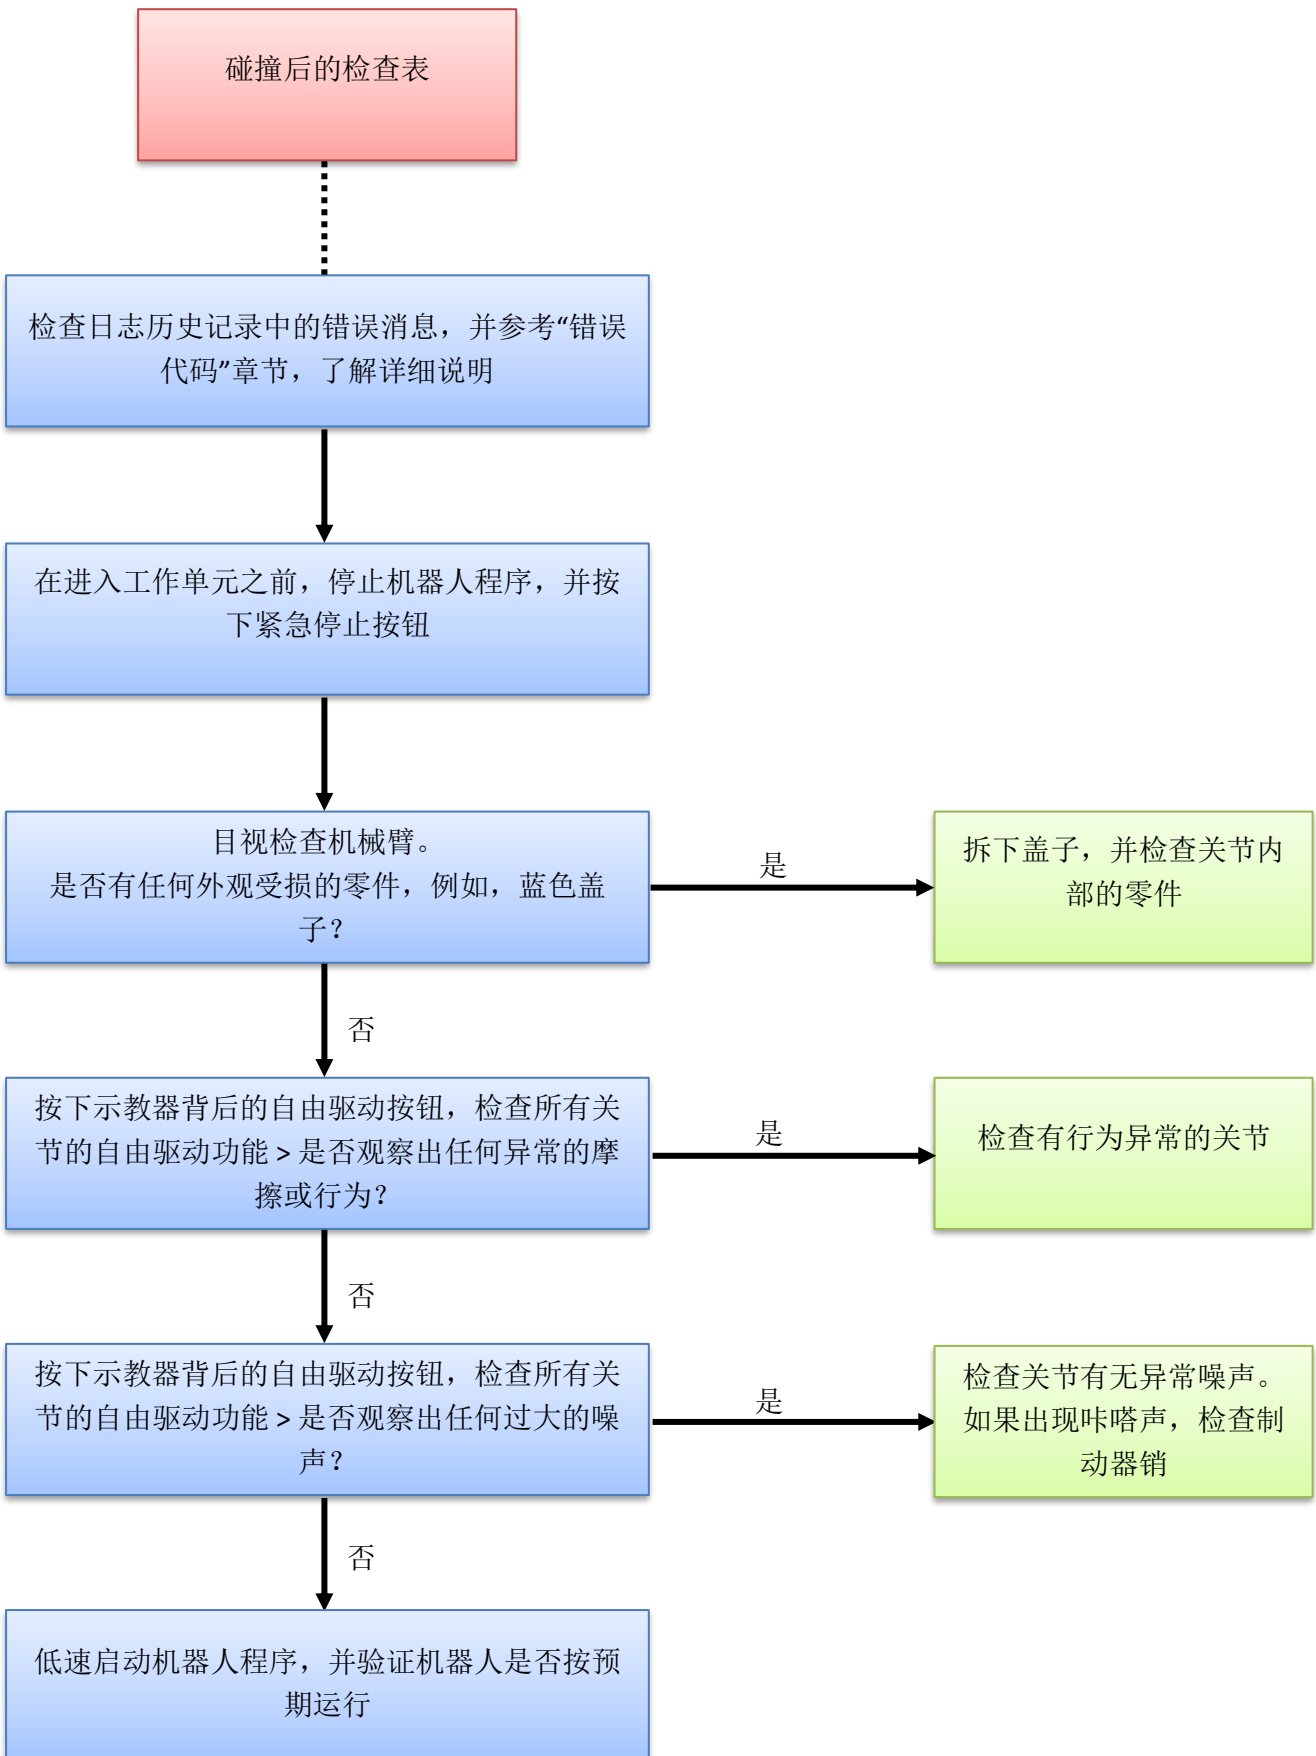 碰撞后的检查表
检查日志历史记录中的错误消息，并参考“错误
代码”章节，了解详细说明
在进入工作单元之前，停止机器人程序，并按
下紧急停止按钮
目视检查机械臂。
是否有任何外观受损的零件，例如，蓝色盖
子？
是
拆下盖子，并检查关节内
部的零件
否
按下示教器背后的自由驱动按钮，检查所有关
节的自由驱动功能 > 是否观察出任何异常的摩
擦或行为？
是
检查有行为异常的关节
否
按下示教器背后的自由驱动按钮，检查所有关
节的自由驱动功能 > 是否观察出任何过大的噪
声？
是
检查关节有无异常噪声。
如果出现咔嗒声，检查制
动器销
否
低速启动机器人程序，并验证机器人是否按预
期运行